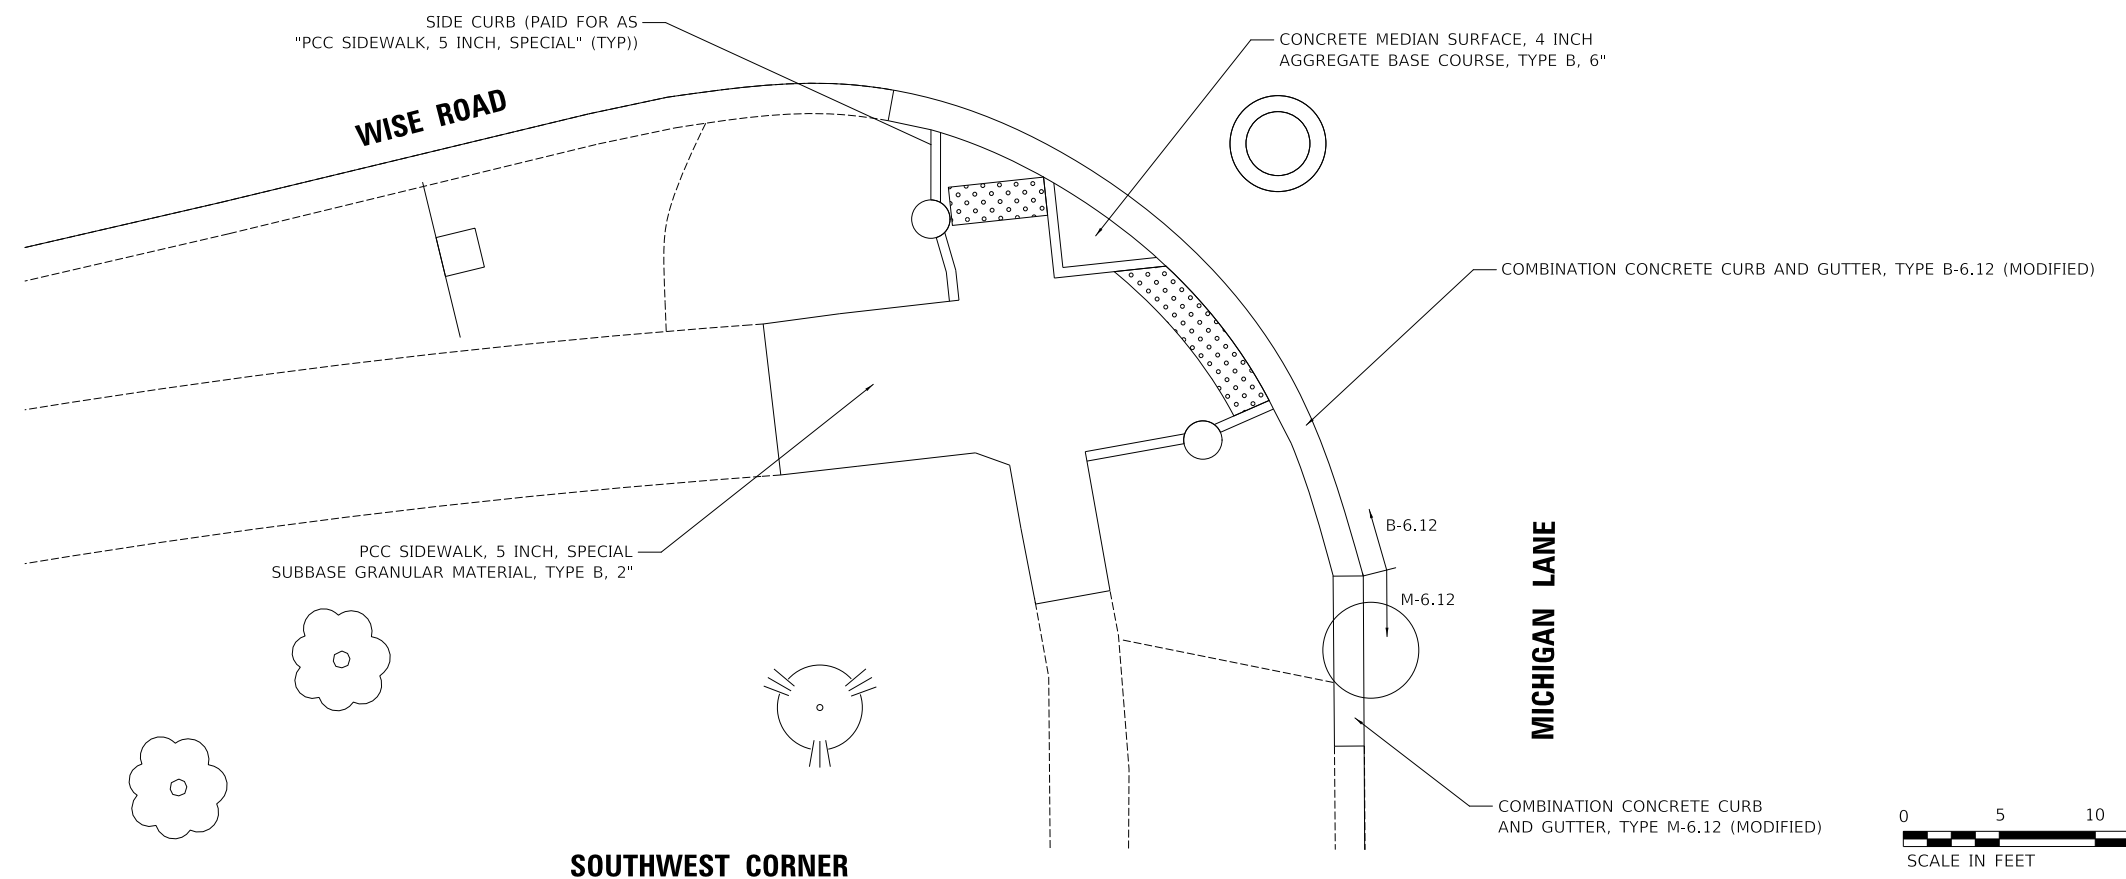 SIDE CURB (PAID FOR AS
"PCC SIDEWALK, 5 INCH, SPECIAL" (TYP))
CONCRETE MEDIAN SURFACE, 4 INCH
AGGREGATE BASE COURSE, TYPE B, 6"
WISE ROAD
COMBINATION CONCRETE CURB AND GUTTER, TYPE B-6.12 (MODIFIED)
B-6.12
PCC SIDEWALK, 5 INCH, SPECIAL
SUBBASE GRANULAR MATERIAL, TYPE B, 2"
M-6.12
MICHIGAN LANE
COMBINATION CONCRETE CURB
AND GUTTER, TYPE M-6.12 (MODIFIED)
0 5 10
SCALE IN FEET
SOUTHWEST CORNER